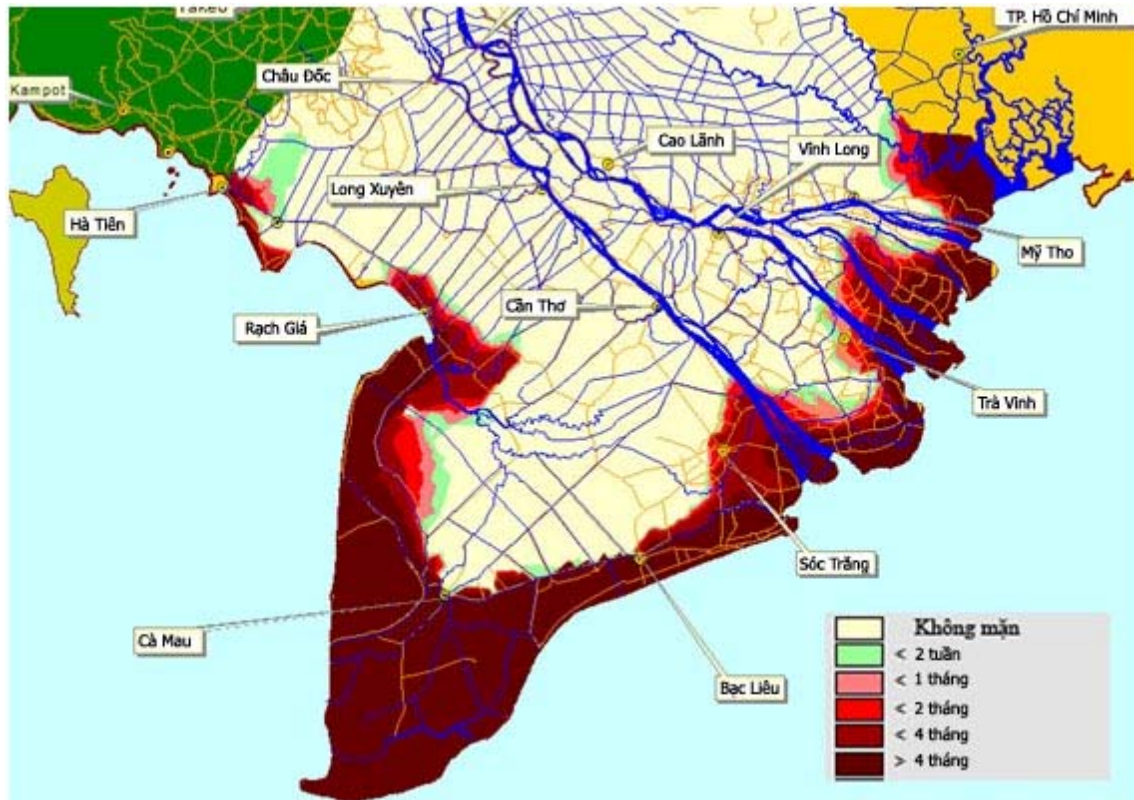 Takeo
TP. Hồ Chí Minh
Châu Đốc
Kampot
Cao Lãnh
Vĩnh Long
Long Xuyên
Hà Tiên
Mỹ Tho
Cần Thơ
Rạch Giá
Trà Vinh
Sóc Trăng
Cà Mau
Bạc Liêu
Không mặn
< 2 tuần
< 1 tháng
< 2 tháng
< 4 tháng
> 4 tháng